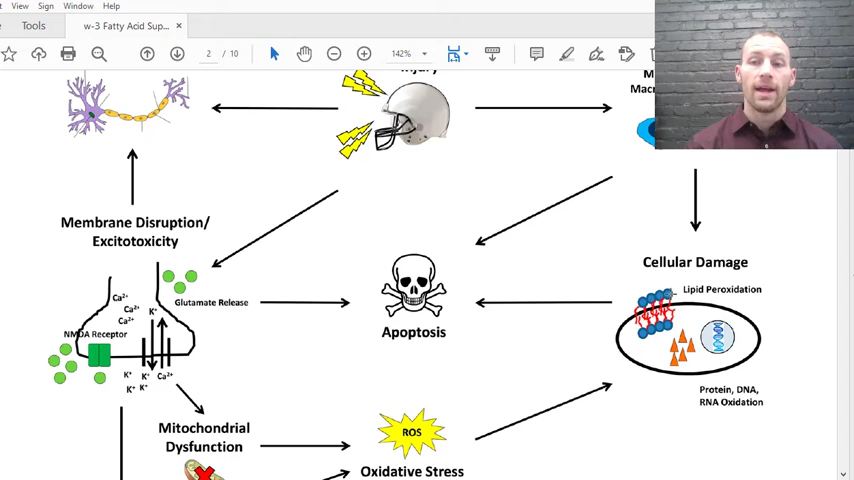 View Sign Window Help
Tools
w-3 Fatty Acid Sup... ×
2 / 10
142%
Injury
Membrane Disruption/
Excitotoxicity
Cellular Damage
Lipid Peroxidation
Ca²⁺
Ca²⁺
Ca²⁺
K⁺
Glutamate Release
NMDA Receptor
Apoptosis
K⁺ K⁺ Ca²⁺
K⁺ K⁺
Protein, DNA,
RNA Oxidation
Mitochondrial
Dysfunction
ROS
Oxidative Stress